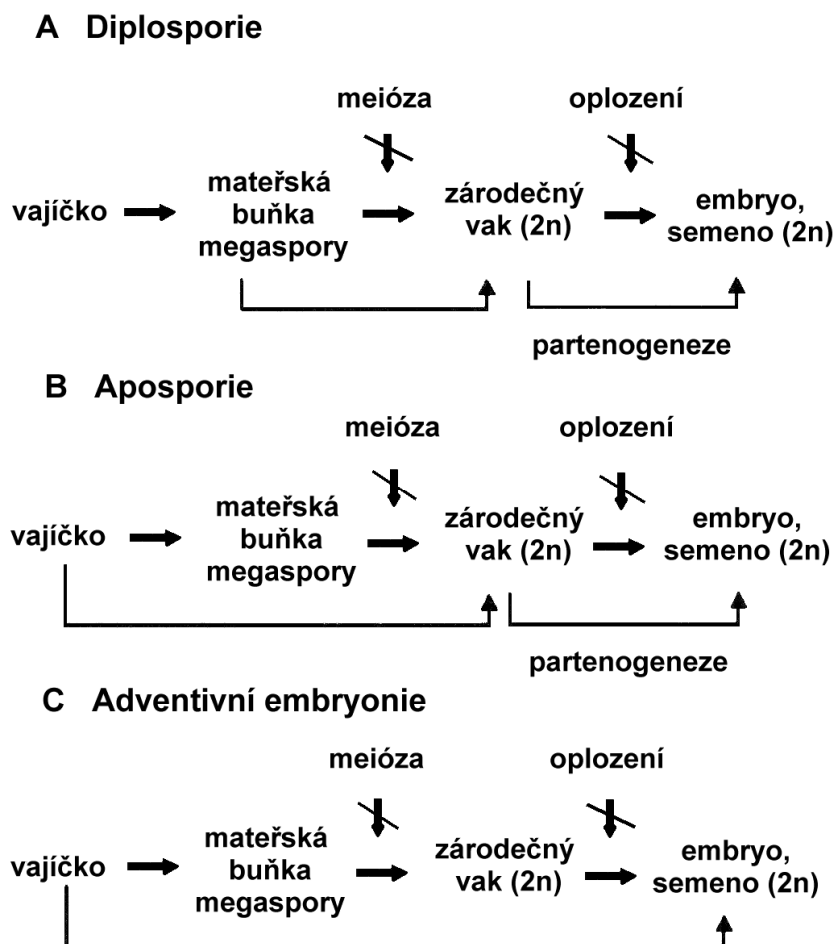 A Diplosporie
meióza oplození
vajíčko
mateřská
buňka
megaspory
zárodečný
vak (2n)
embryo,
semeno (2n)
partenogeneze
B Aposporie
meióza oplození
vajíčko
mateřská
buňka
megaspory
zárodečný
vak (2n)
embryo,
semeno (2n)
partenogeneze
C Adventivní embryonie
meióza oplození
vajíčko
mateřská
buňka
megaspory
zárodečný
vak (2n)
embryo,
semeno (2n)